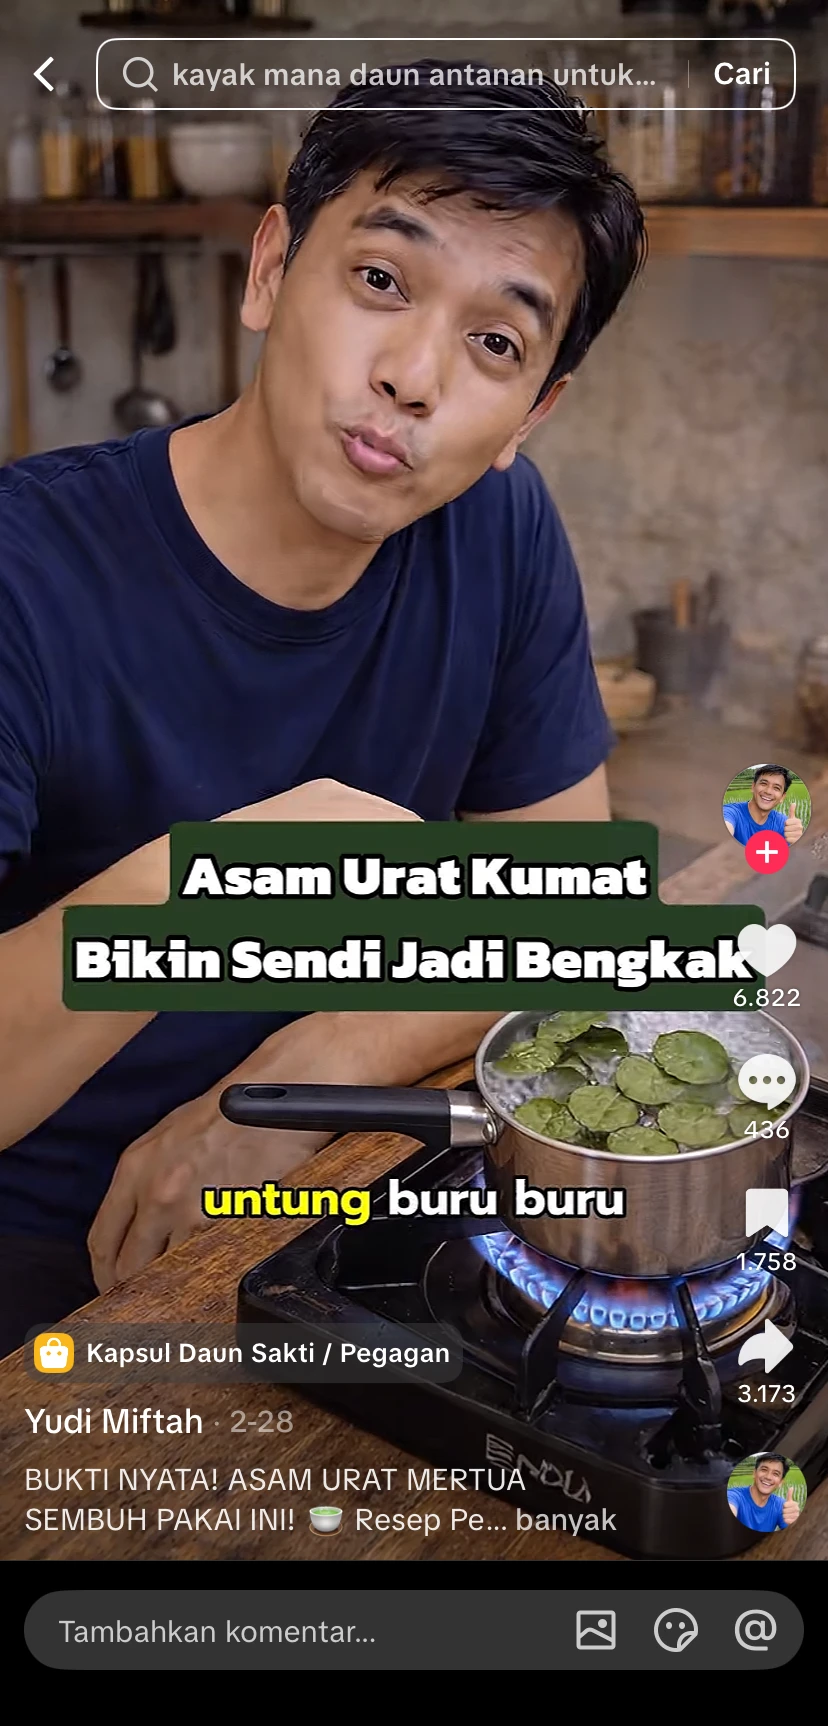 kayak mana daun antanan untuk...
Cari
Asam Urat Kumat
Bikin Sendi Jadi Bengkak
6.822
436
untung buru buru
1.758
Kapsul Daun Sakti / Pegagan
3.173
Yudi Miftah · 2-28
BUKTI NYATA! ASAM URAT MERTUA
SEMBUH PAKAI INI! 🍵 Resep Pe... banyak
Tambahkan komentar...